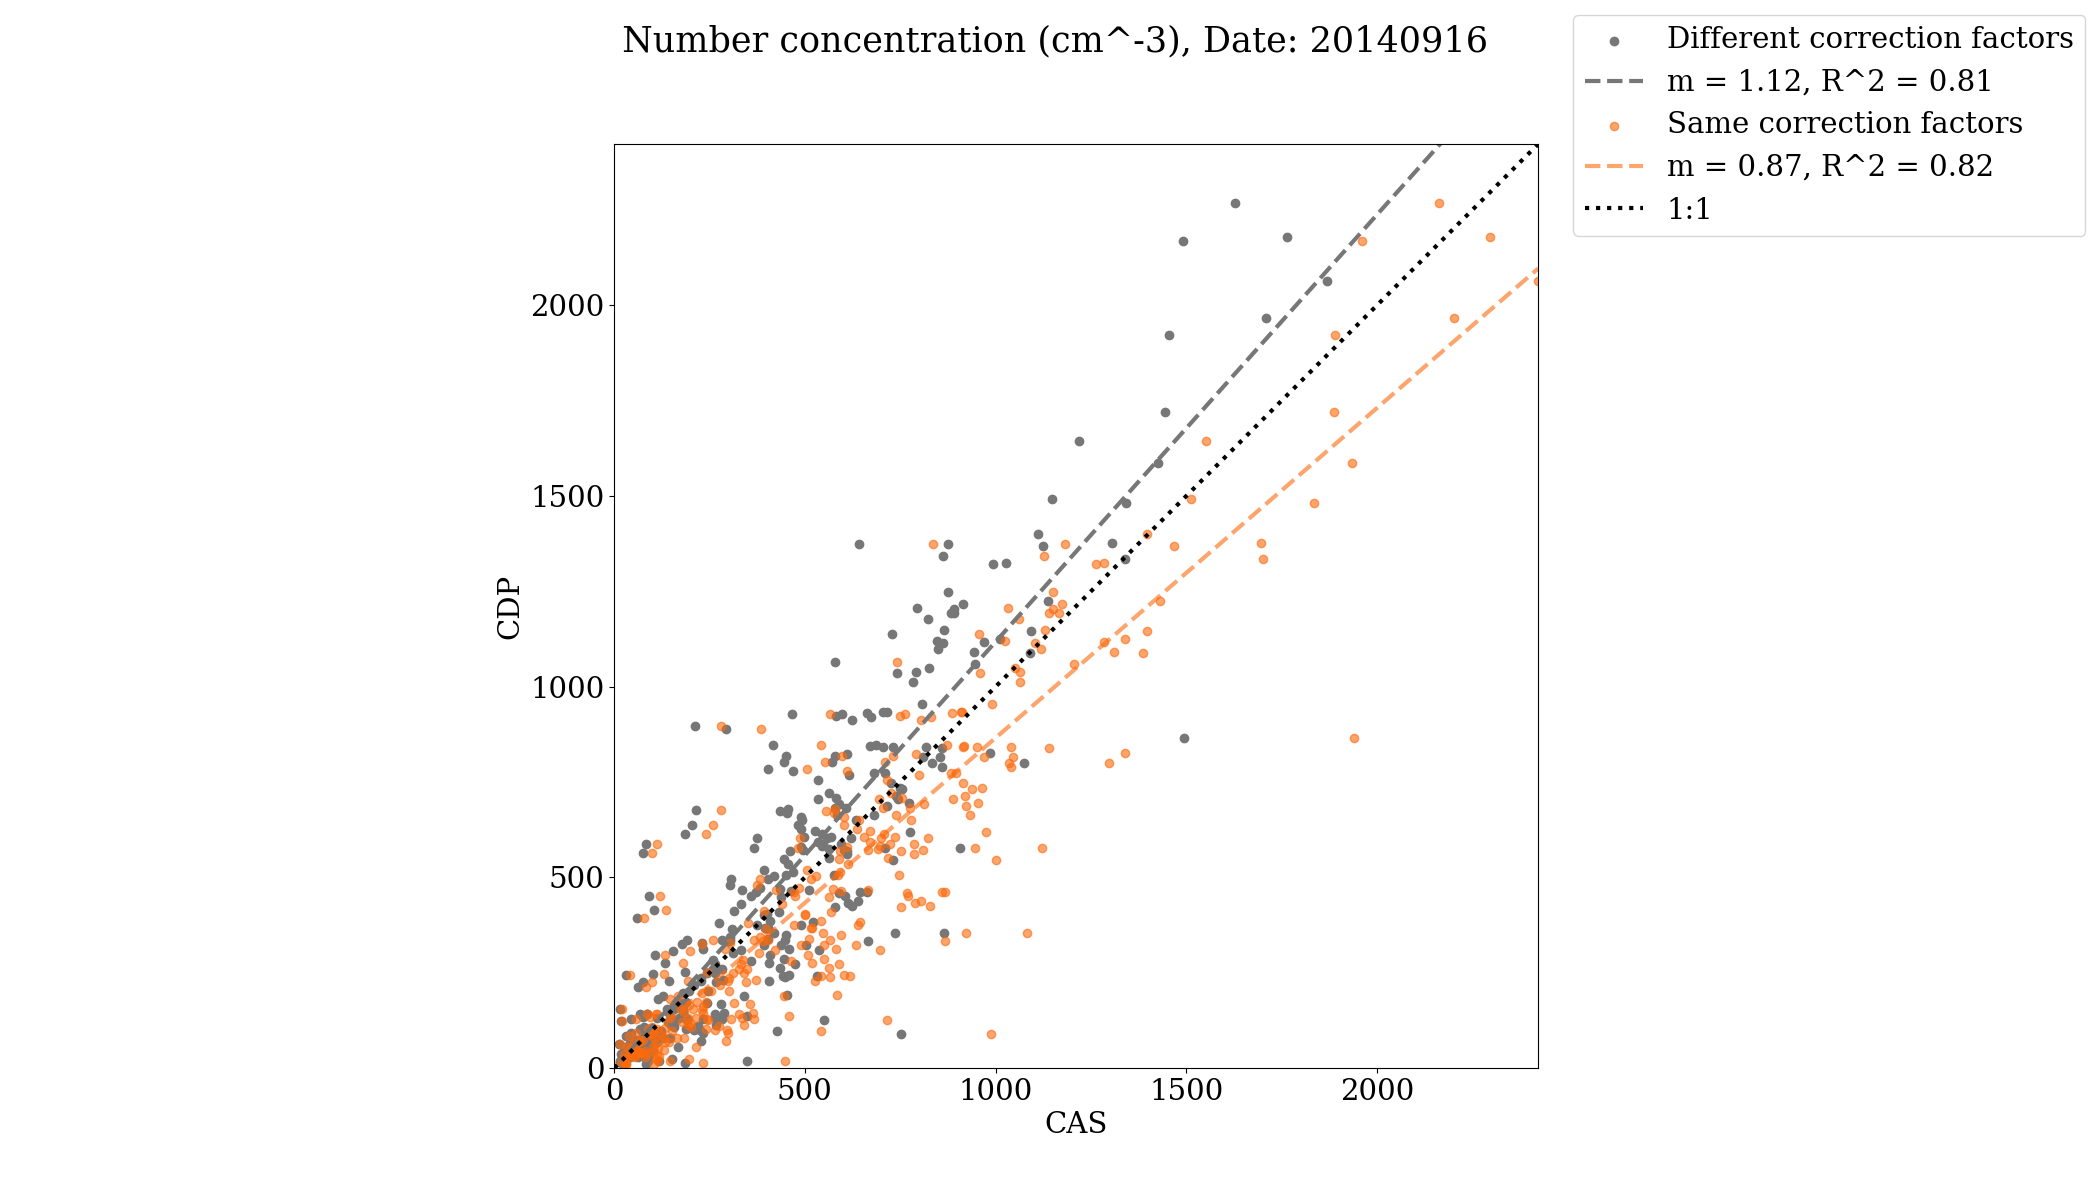 Number concentration (cm^-3), Date: 20140916
Different correction factors
m = 1.12, R^2 = 0.81
Same correction factors
m = 0.87, R^2 = 0.82
1:1
2000
1500
1000
500
0
CDP
0 500 1000 1500 2000
CAS